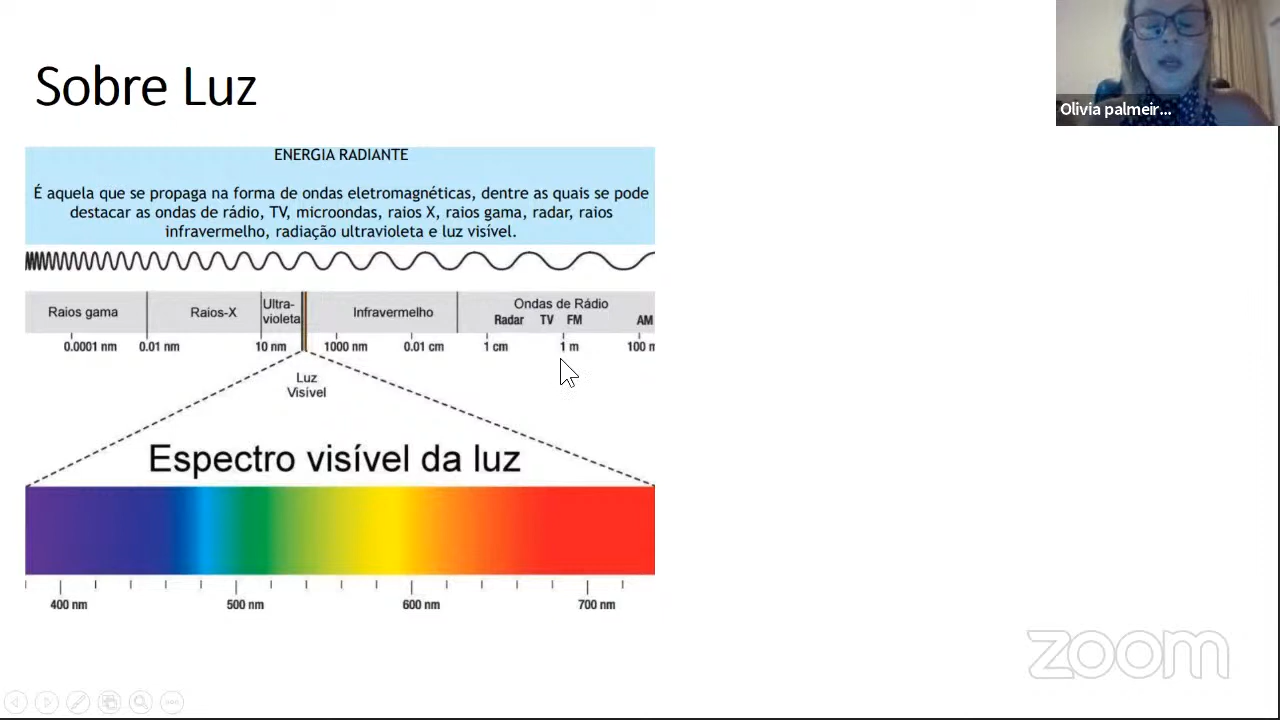 Sobre Luz
Olivia palmeir...
ENERGIA RADIANTE
É aquela que se propaga na forma de ondas eletromagnéticas, dentre as quais se pode
destacar as ondas de rádio, TV, microondas, raios X, raios gama, radar, raios
infravermelho, radiação ultravioleta e luz visível.
Raios gama
Raios-X
Ultra-
violeta
Infravermelho
Ondas de Rádio
Radar TV FM AM
0.0001 nm 0.01 nm 10 nm 1000 nm 0.01 cm 1 cm 1 m 100 m
Luz
Visível
Espectro visível da luz
400 nm 500 nm 600 nm 700 nm
zoom